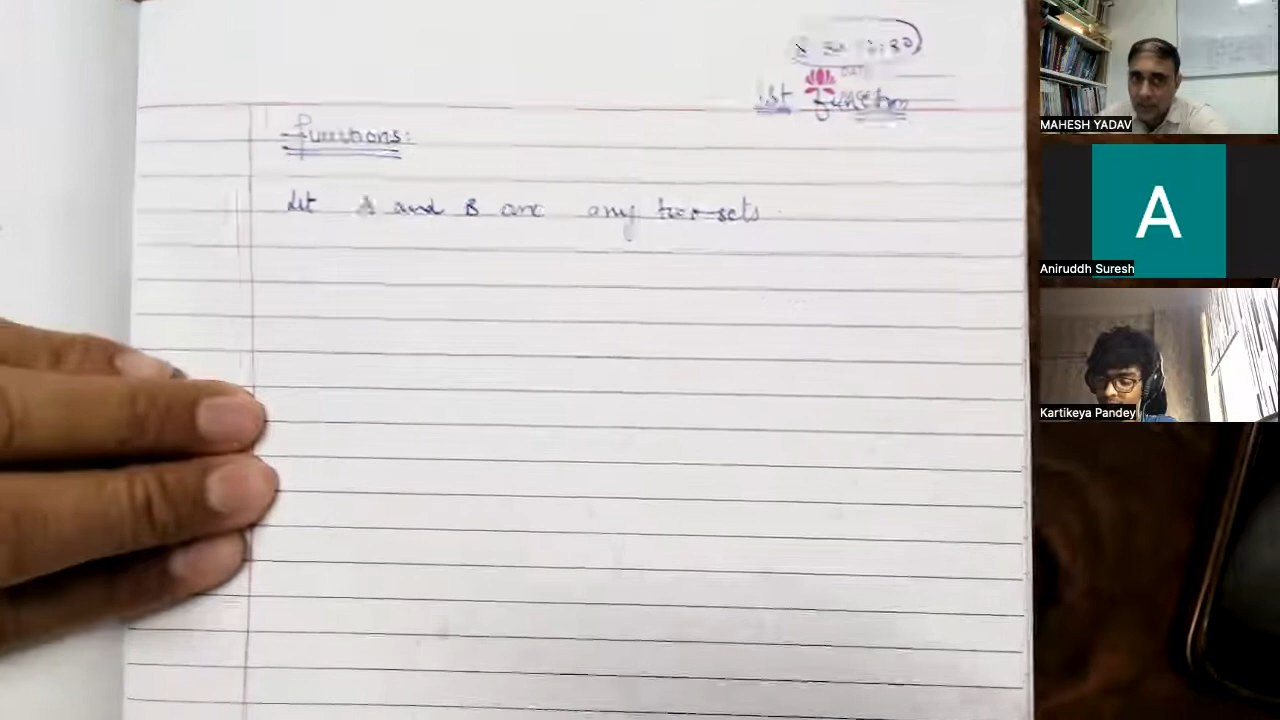 1st function
functions:
Let A and B are any two sets
MAHESH YADAV
A
Aniruddh Suresh
Kartikeya Pandey